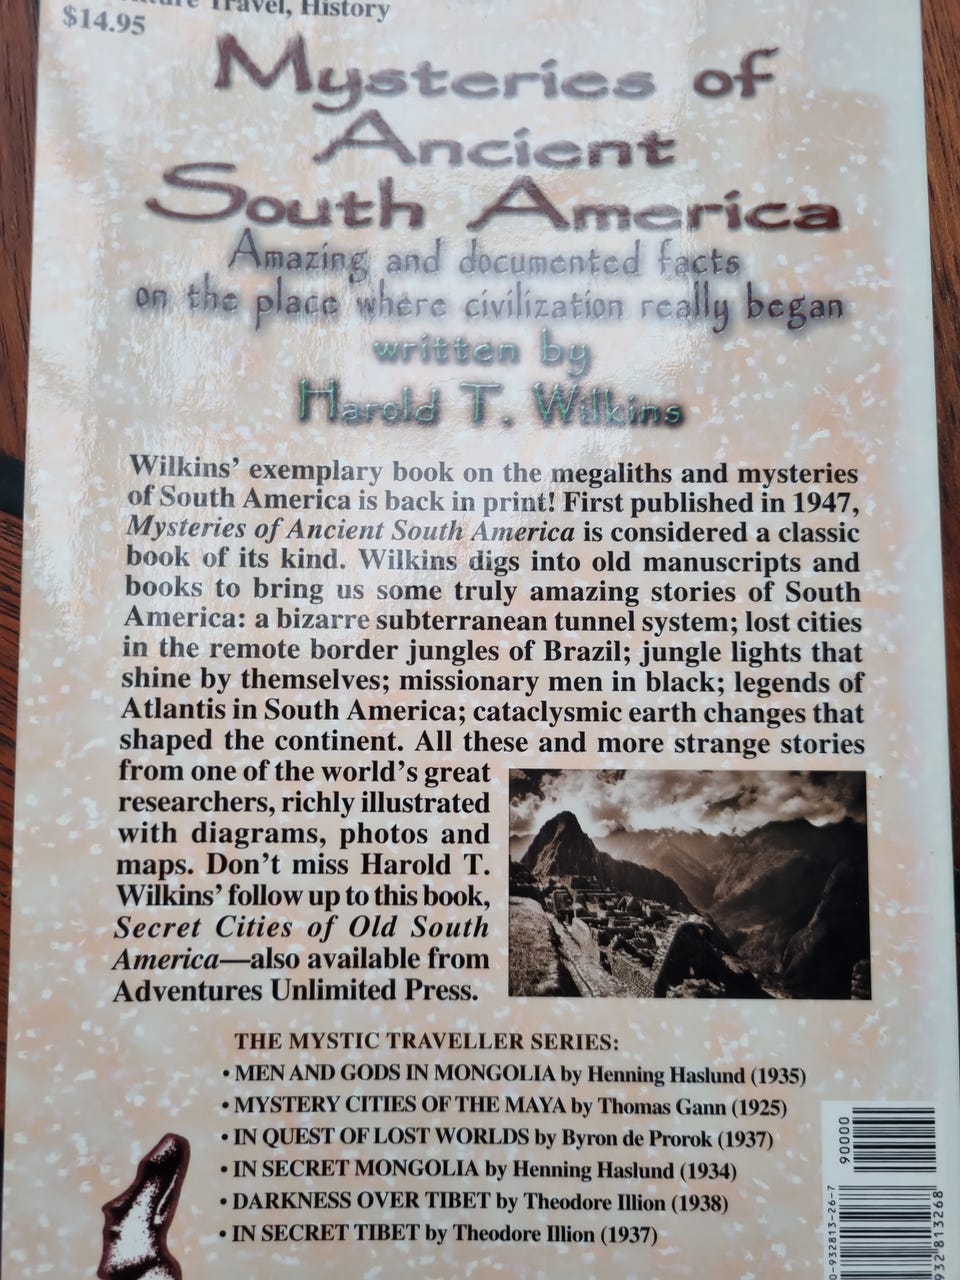 Travel, History
$14.95
Mysteries of
Ancient
South America
Amazing and documented facts
on the place where civilization really began
written by
Harold T. Wilkins
Wilkins' exemplary book on the megaliths and mysteries
of South America is back in print! First published in 1947,
Mysteries of Ancient South America is considered a classic
book of its kind. Wilkins digs into old manuscripts and
books to bring us some truly amazing stories of South
America: a bizarre subterranean tunnel system; lost cities
in the remote border jungles of Brazil; jungle lights that
shine by themselves; missionary men in black; legends of
Atlantis in South America; cataclysmic earth changes that
shaped the continent. All these and more strange stories
from one of the world's great
researchers, richly illustrated
with diagrams, photos and
maps. Don't miss Harold T.
Wilkins' follow up to this book,
Secret Cities of Old South
America—also available from
Adventures Unlimited Press.
THE MYSTIC TRAVELLER SERIES:
• MEN AND GODS IN MONGOLIA by Henning Haslund (1935)
• MYSTERY CITIES OF THE MAYA by Thomas Gann (1925)
• IN QUEST OF LOST WORLDS by Byron de Prorok (1937)
• IN SECRET MONGOLIA by Henning Haslund (1934)
• DARKNESS OVER TIBET by Theodore Illion (1938)
• IN SECRET TIBET by Theodore Illion (1937)
90000
0-932813-26-7
932813268